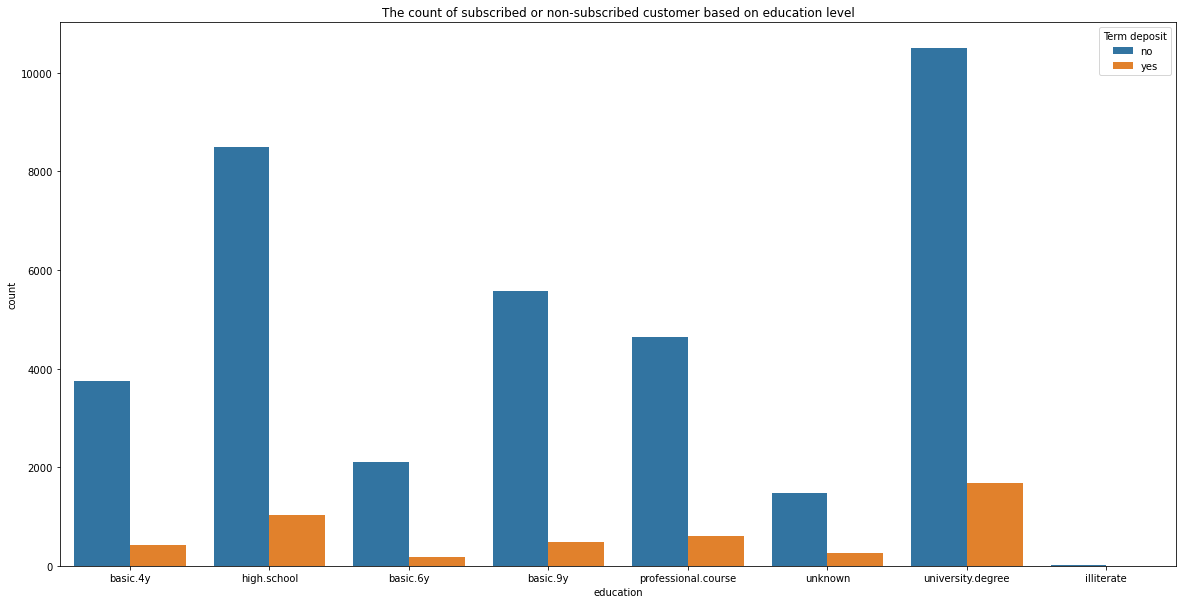 The count of subscribed or non-subscribed customer based on education level
Term deposit
no
yes
10000
8000
6000
4000
2000
0
count
basic.4y high.school basic.6y basic.9y professional.course unknown university.degree illiterate
education